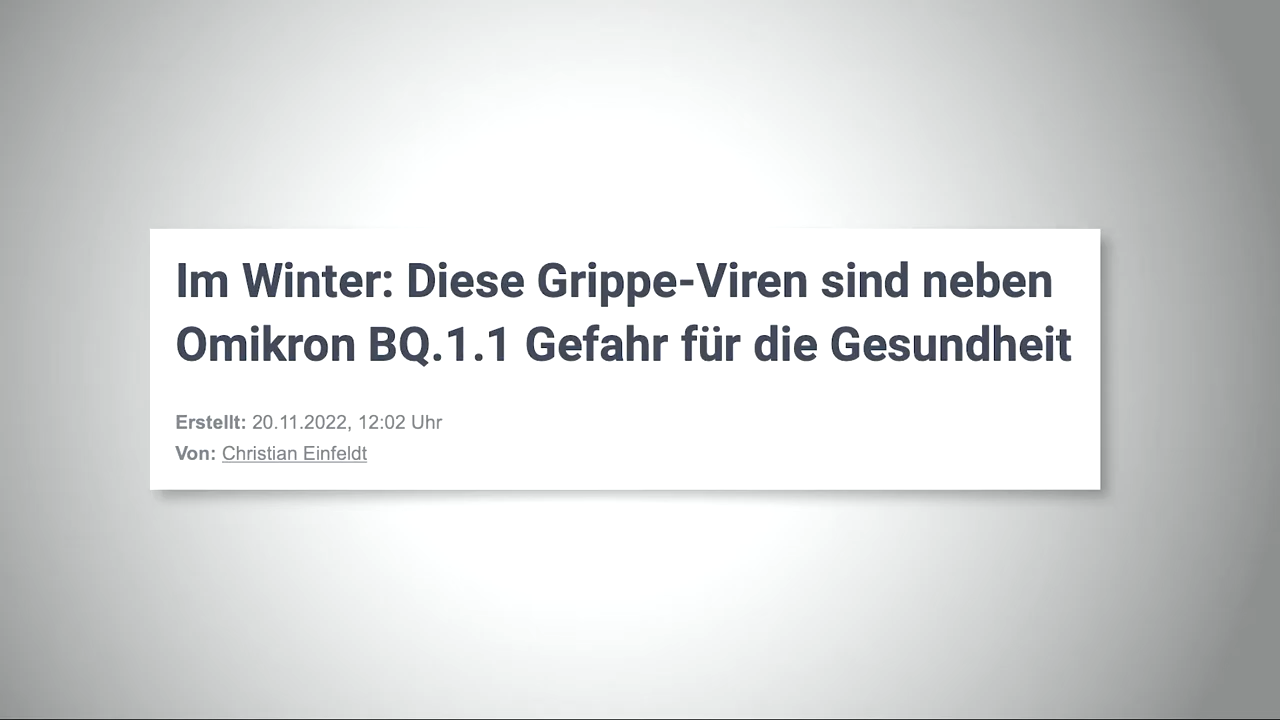 Im Winter: Diese Grippe-Viren sind neben
Omikron BQ.1.1 Gefahr für die Gesundheit
Erstellt: 20.11.2022, 12:02 Uhr
Von: Christian Einfeldt